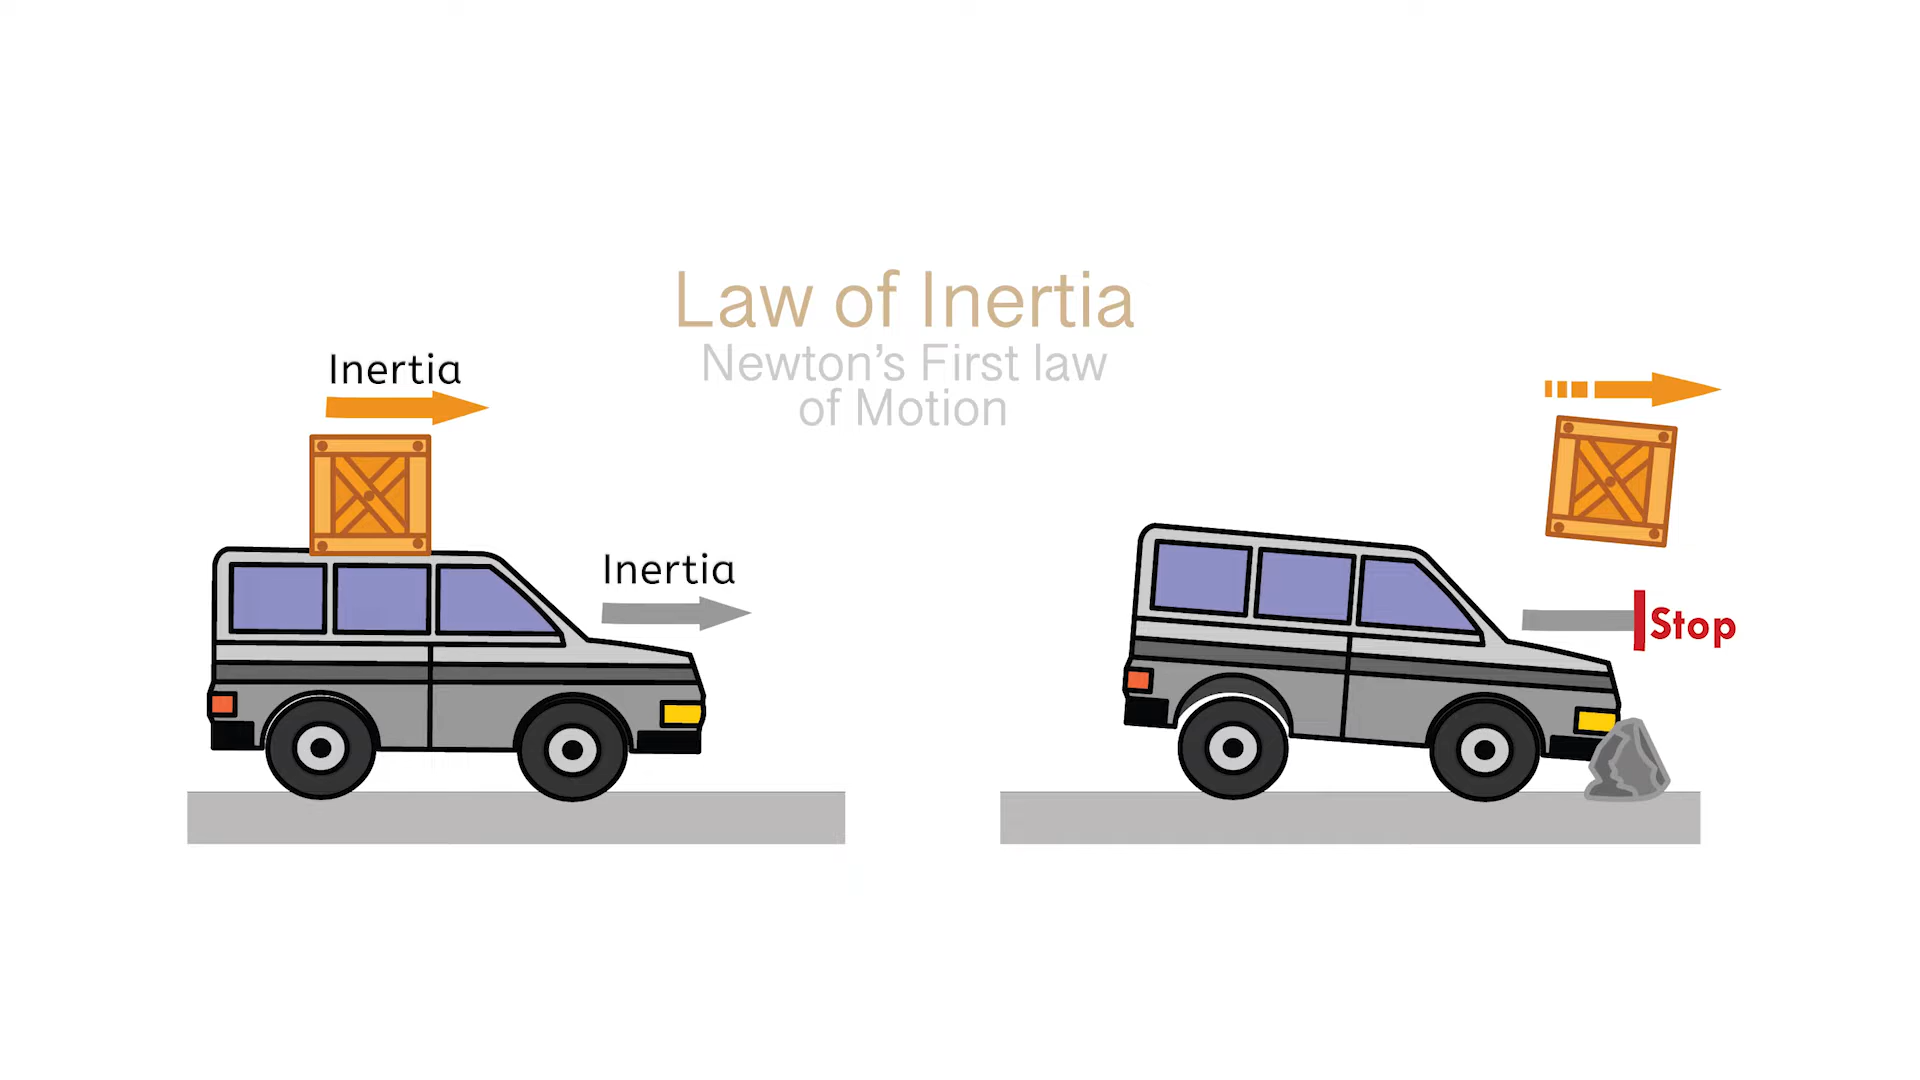 Law of Inertia
Newton's First law
of Motion
Inertia
Inertia
Stop